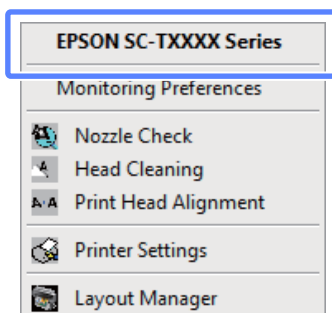 EPSON SC-TXXXX Series
Monitoring Preferences
Nozzle Check
Head Cleaning
Print Head Alignment
Printer Settings
Layout Manager